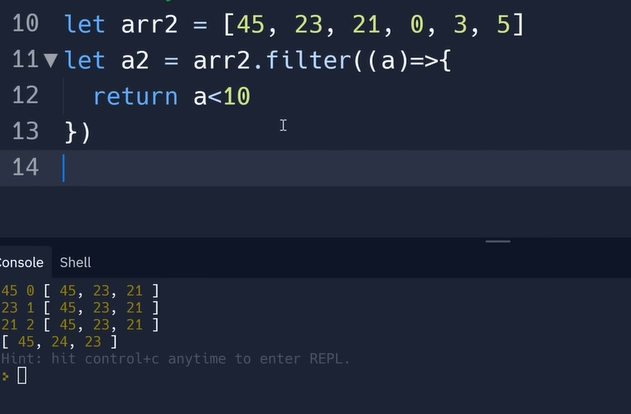 10 let arr2 = [45, 23, 21, 0, 3, 5]
11 let a2 = arr2.filter((a)=>{
12 return a<10
13 })
14
Console Shell
45 0 [ 45, 23, 21 ]
23 1 [ 45, 23, 21 ]
21 2 [ 45, 23, 21 ]
[ 45, 24, 23 ]
Hint: hit control+c anytime to enter REPL.
>